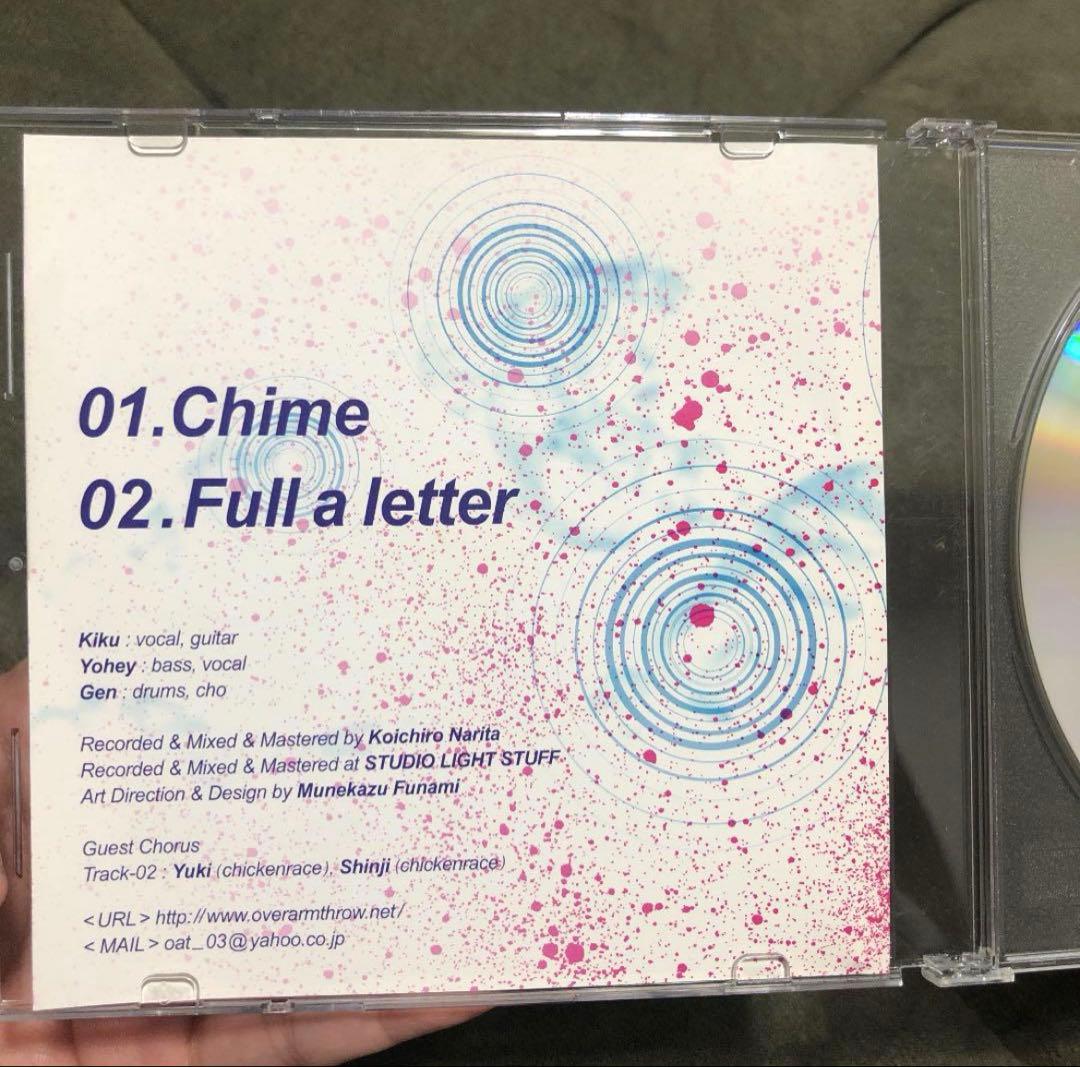 01.Chime
02.Full a letter
Kiku : vocal, guitar
Yohey : bass, vocal
Gen : drums, cho
Recorded & Mixed & Mastered by Koichiro Narita
Recorded & Mixed & Mastered at STUDIO LIGHT STUFF
Art Direction & Design by Munekazu Funami
Guest Chorus
Track-02 : Yuki (chickenrace), Shinji (chickenrace)
<URL> http://www.overarmthrow.net/
<MAIL> oat_03@yahoo.co.jp